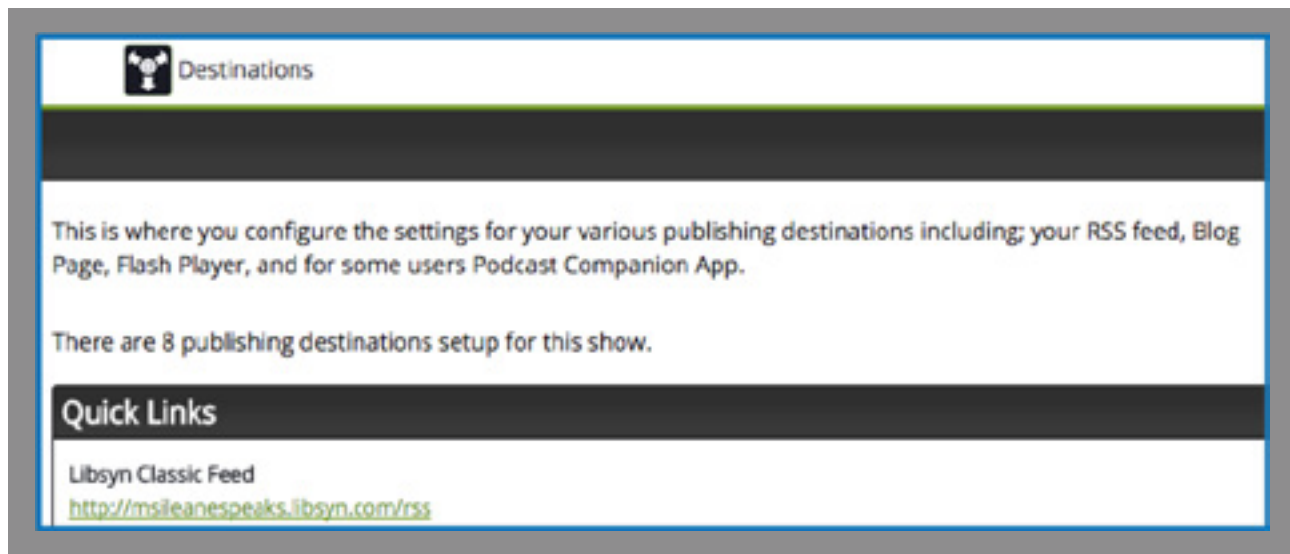 Destinations
This is where you configure the settings for your various publishing destinations including; your RSS feed, Blog
Page, Flash Player, and for some users Podcast Companion App.
There are 8 publishing destinations setup for this show.
Quick Links
Libsyn Classic Feed
http://msileanespeaks.libsyn.com/rss